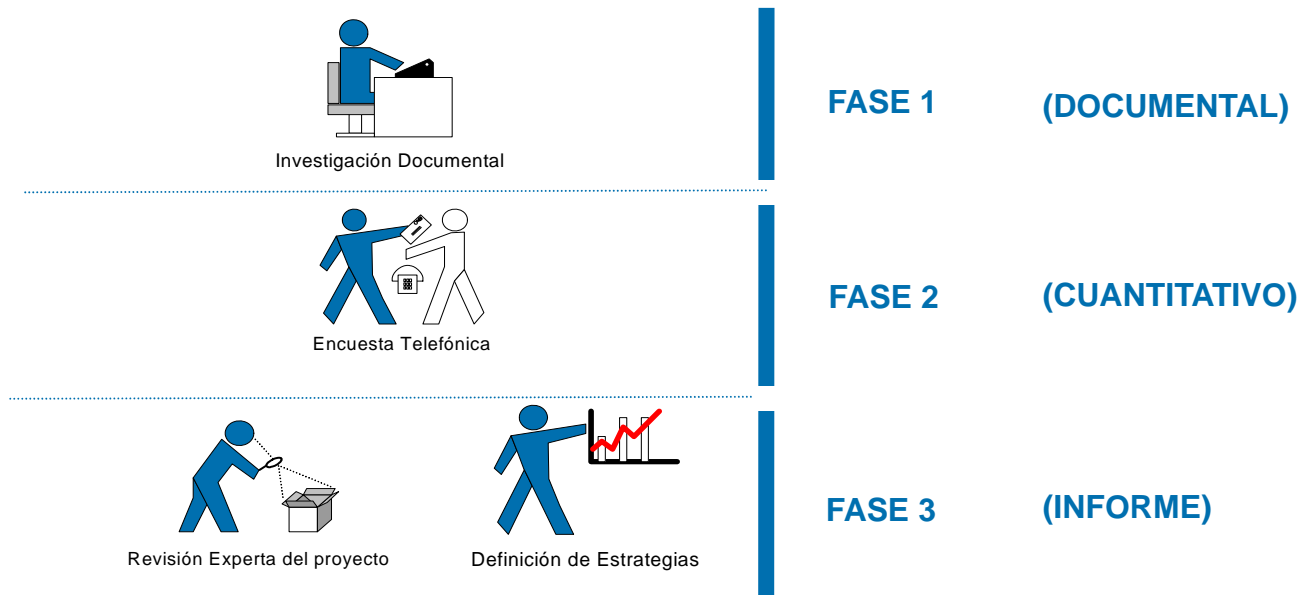 Investigación Documental
FASE 1
(DOCUMENTAL)
Encuesta Telefónica
FASE 2
(CUANTITATIVO)
Revisión Experta del proyecto
Definición de Estrategias
FASE 3
(INFORME)